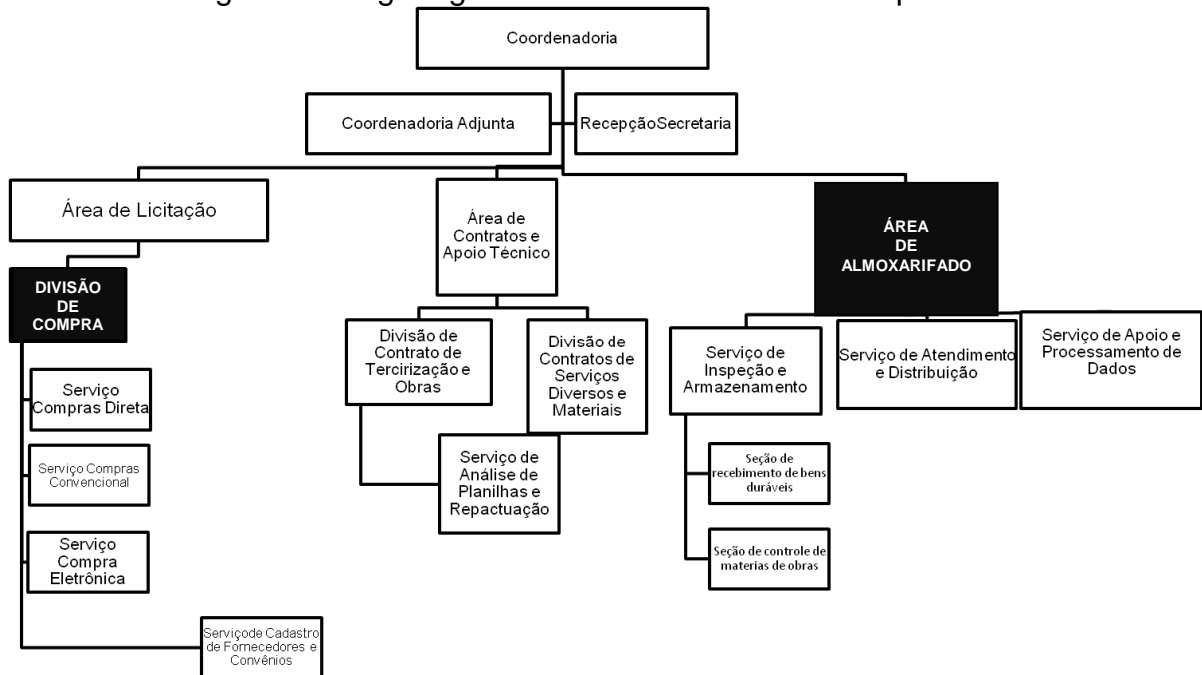 Coordenadoria
Coordenadoria Adjunta
RecepçãoSecretaria
Área de Licitação
Área de
Contratos e
Apoio Técnico
ÁREA
DE
ALMOXARIFADO
DIVISÃO
DE
COMPRA
Serviço
Compras Direta
Serviço Compras
Convencional
Serviço
Compra
Eletrônica
Serviçode Cadastro
de Fornecedores e
Convênios
Divisão de
Contrato de
Tercirização e
Obras
Divisão de
Contratos de
Serviços
Diversos e
Materiais
Serviço de
Análise de
Planilhas e
Repactuação
Serviço de
Inspeção e
Armazenamento
Serviço de Atendimento
e Distribuição
Serviço de Apoio e
Processamento de
Dados
Seção de
recebimento de bens
duráveis
Seção de controle de
materias de obras